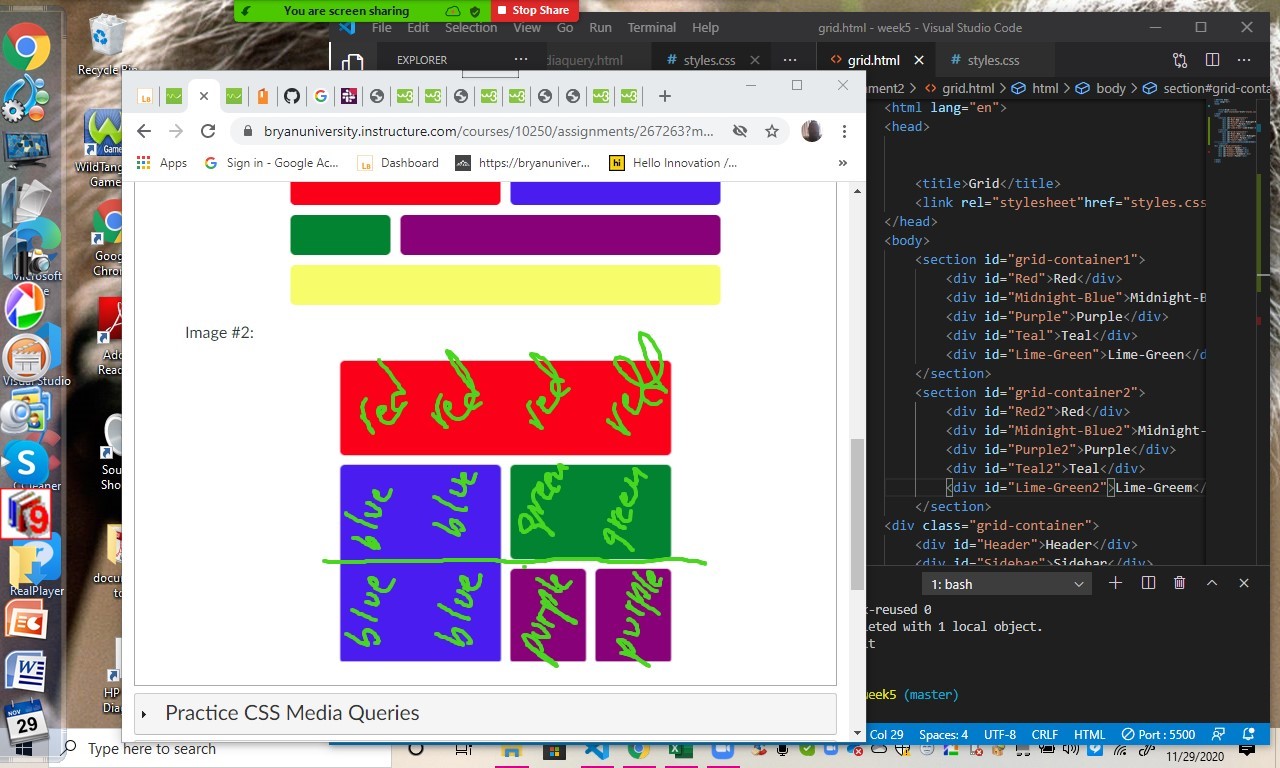 You are screen sharing
Stop Share
File Edit Selection View Go Run Terminal Help
grid.html - week5 - Visual Studio Code
EXPLORER
diaquery.html
# styles.css
grid.html
# styles.css
ment2 > grid.html > html > body > section#grid-conta
bryanuniversity.instructure.com/courses/10250/assignments/267263?m...
Apps
Sign in - Google Ac...
Dashboard
https://bryanuniver...
Hello Innovation /...
<html lang="en">
<head>
<title>Grid</title>
<link rel="stylesheet"href="styles.css
</head>
<body>
<section id="grid-container1">
<div id="Red">Red</div>
<div id="Midnight-Blue">Midnight-B
<div id="Purple">Purple</div>
<div id="Teal">Teal</div>
<div id="Lime-Green">Lime-Green</d
</section>
<section id="grid-container2">
<div id="Red2">Red</div>
<div id="Midnight-Blue2">Midnight-
<div id="Purple2">Purple</div>
<div id="Teal2">Teal</div>
<div id="Lime-Green2">Lime-Greem</
</section>
<div class="grid-container">
<div id="Header">Header</div>
<div id="Sidebar">Sidebar</div>
Image #2:
red red red
blue blue green green
blue blue purple purple
Practice CSS Media Queries
1: bash
k-reused 0
leted with 1 local object.
it
week5 (master)
Col 29 Spaces: 4 UTF-8 CRLF HTML Port : 5500
Recycle Bin
WildTang
Game
Goog
Chrom
Microsoft
Ado
Read
Visual Studio
Sou
Sho
CCleaner
RealPlayer
docum
to
HP
Dia
NOV
29
Type here to search
11/29/2020